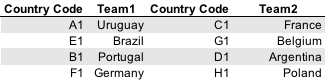 Country Code Team1 Country Code Team2
A1 Uruguay C1 France
E1 Brazil G1 Belgium
B1 Portugal D1 Argentina
F1 Germany H1 Poland